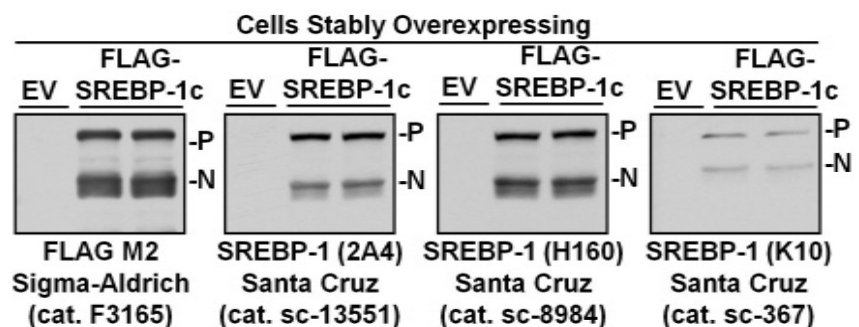 Cells Stably Overexpressing
FLAG- FLAG- FLAG- FLAG-
EV SREBP-1c EV SREBP-1c EV SREBP-1c EV SREBP-1c
-P -P -P -P
-N -N -N -N
FLAG M2 SREBP-1 (2A4) SREBP-1 (H160) SREBP-1 (K10)
Sigma-Aldrich Santa Cruz Santa Cruz Santa Cruz
(cat. F3165) (cat. sc-13551) (cat. sc-8984) (cat. sc-367)